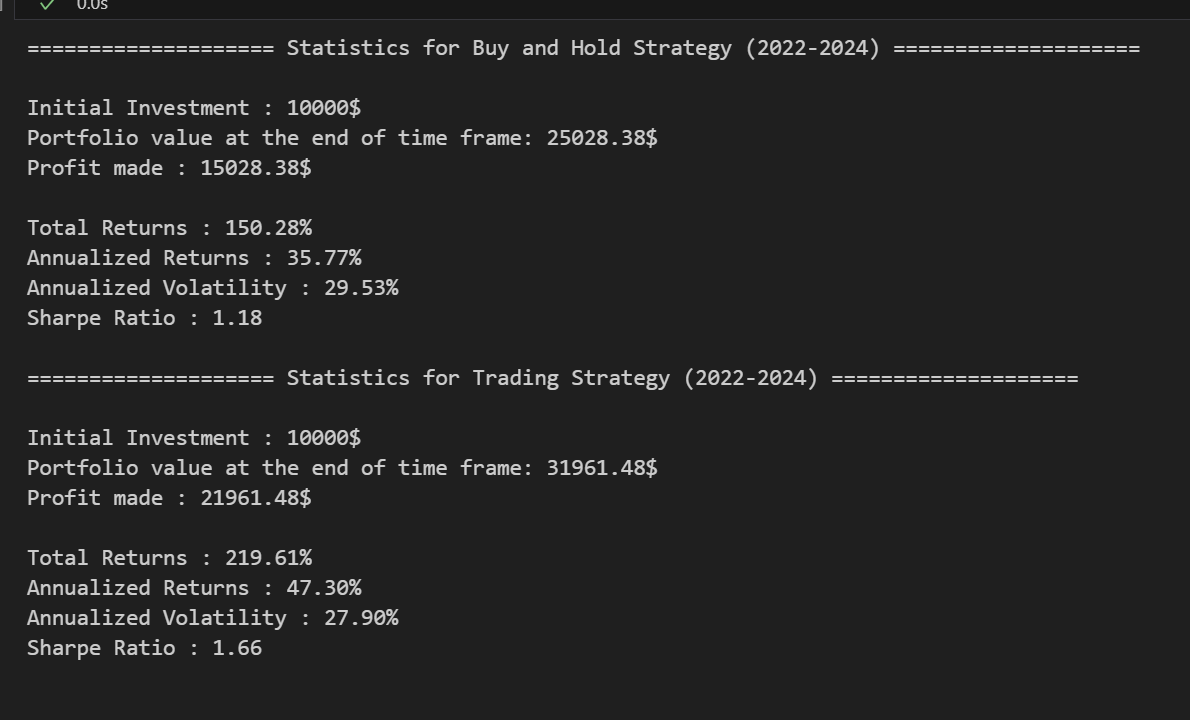 0.0s
==================== Statistics for Buy and Hold Strategy (2022-2024) ====================
Initial Investment : 10000$
Portfolio value at the end of time frame: 25028.38$
Profit made : 15028.38$
Total Returns : 150.28%
Annualized Returns : 35.77%
Annualized Volatility : 29.53%
Sharpe Ratio : 1.18
==================== Statistics for Trading Strategy (2022-2024) ====================
Initial Investment : 10000$
Portfolio value at the end of time frame: 31961.48$
Profit made : 21961.48$
Total Returns : 219.61%
Annualized Returns : 47.30%
Annualized Volatility : 27.90%
Sharpe Ratio : 1.66